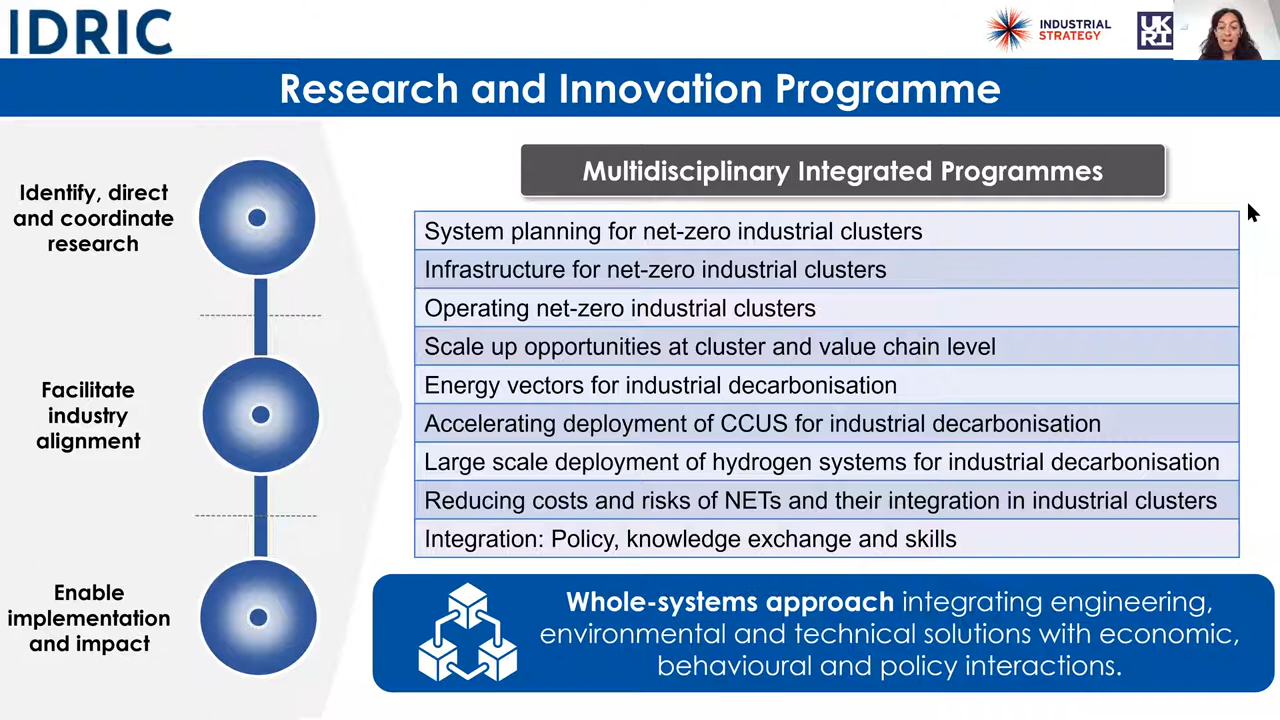 IDRIC
INDUSTRIAL
STRATEGY
UK
RI
Research and Innovation Programme
Identify, direct
and coordinate
research
Facilitate
industry
alignment
Enable
implementation
and impact
Multidisciplinary Integrated Programmes
System planning for net-zero industrial clusters
Infrastructure for net-zero industrial clusters
Operating net-zero industrial clusters
Scale up opportunities at cluster and value chain level
Energy vectors for industrial decarbonisation
Accelerating deployment of CCUS for industrial decarbonisation
Large scale deployment of hydrogen systems for industrial decarbonisation
Reducing costs and risks of NETs and their integration in industrial clusters
Integration: Policy, knowledge exchange and skills
Whole-systems approach integrating engineering,
environmental and technical solutions with economic,
behavioural and policy interactions.